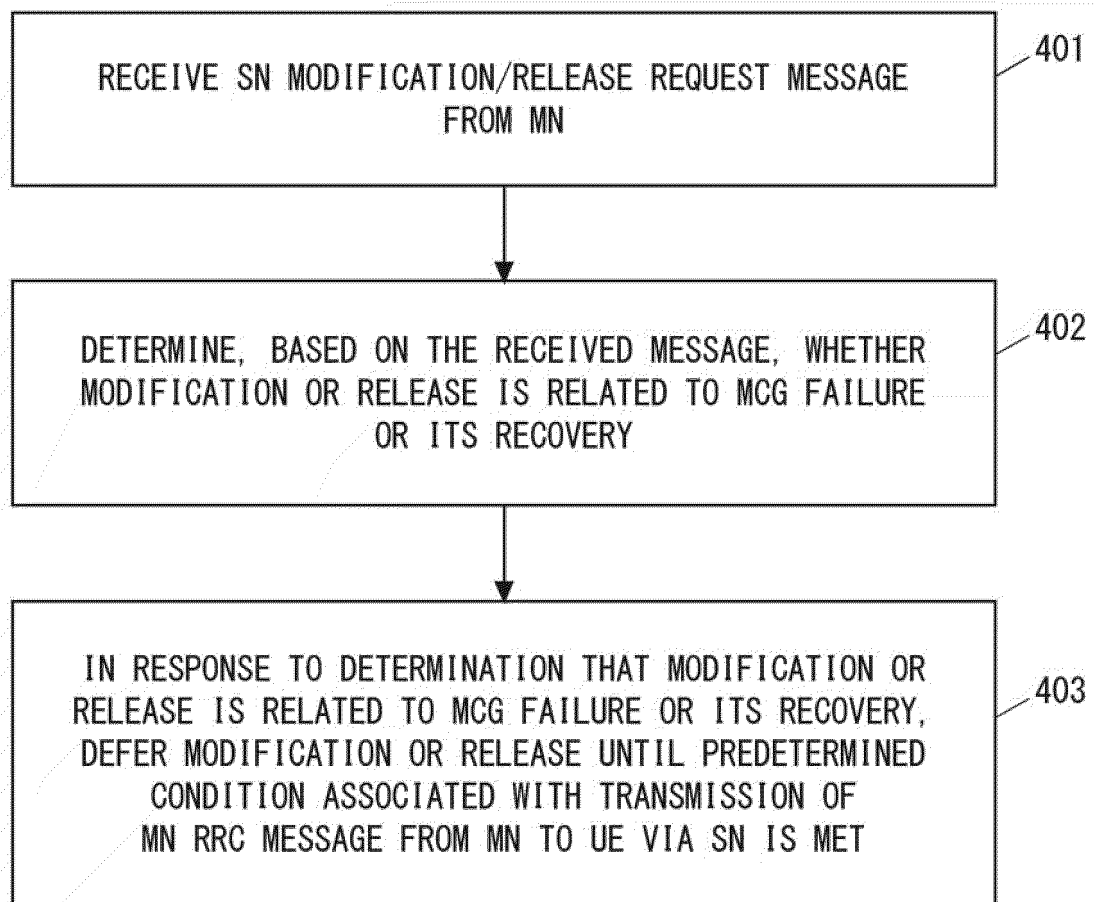 RECEIVE SN MODIFICATION/RELEASE REQUEST MESSAGE
FROM MN
401
DETERMINE, BASED ON THE RECEIVED MESSAGE, WHETHER
MODIFICATION OR RELEASE IS RELATED TO MCG FAILURE
OR ITS RECOVERY
402
IN RESPONSE TO DETERMINATION THAT MODIFICATION OR
RELEASE IS RELATED TO MCG FAILURE OR ITS RECOVERY,
DEFER MODIFICATION OR RELEASE UNTIL PREDETERMINED
CONDITION ASSOCIATED WITH TRANSMISSION OF
MN RRC MESSAGE FROM MN TO UE VIA SN IS MET
403